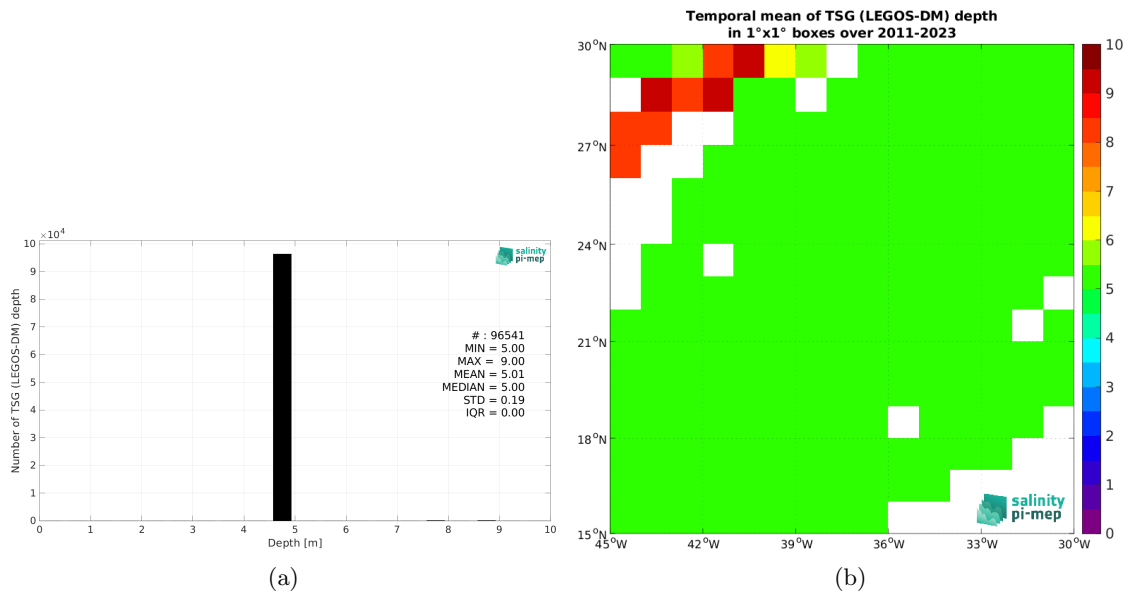 ×10⁴
10
9
8
7
6
5
4
3
2
1
0
Number of TSG (LEGOS-DM) depth
salinity
pi-mep
# : 96541
MIN = 5.00
MAX = 9.00
MEAN = 5.01
MEDIAN = 5.00
STD = 0.19
IQR = 0.00
0 1 2 3 4 5 6 7 8 9 10
Depth [m]
(a)
Temporal mean of TSG (LEGOS-DM) depth
in 1°x1° boxes over 2011-2023
30°N
27°N
24°N
21°N
18°N
15°N
45°W 42°W 39°W 36°W 33°W 30°W
salinity
pi-mep
10
9
8
7
6
5
4
3
2
1
0
(b)